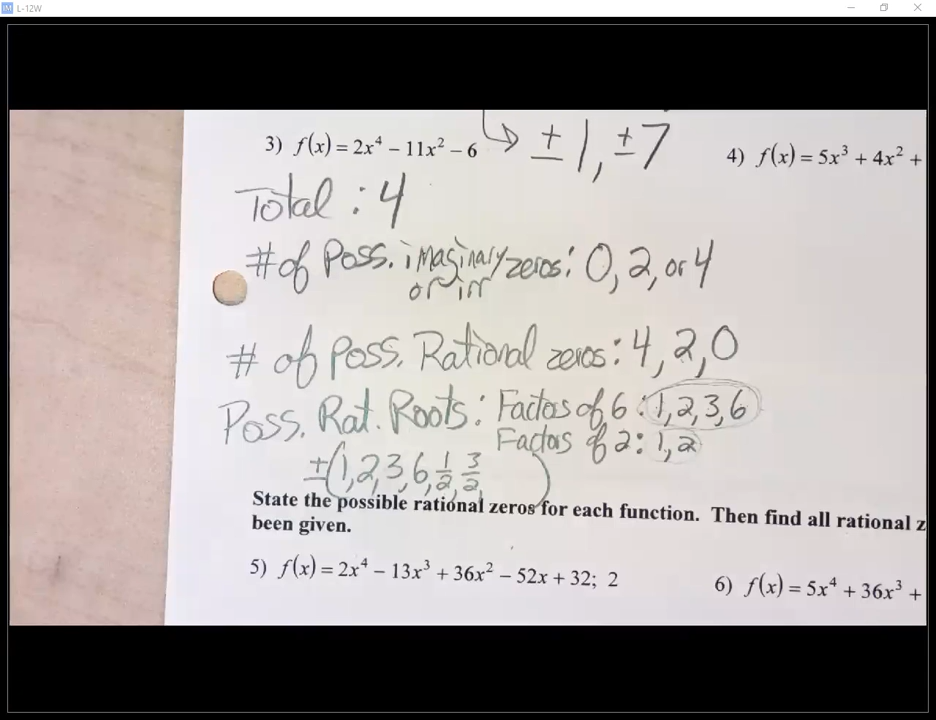 L-12W
3) f(x) = 2x⁴ − 11x² − 6 → ±1, ±7
4) f(x) = 5x³ + 4x² +
Total : 4
# of Poss. imaginary zeros: 0, 2, or 4
or irr
# of Poss. Rational zeros: 4, 2, 0
Poss. Rat. Roots: Factors of 6: 1, 2, 3, 6
Factors of 2: 1, 2
±(1, 2, 3, 6, 1/2, 3/2, )
State the possible rational zeros for each function. Then find all rational z
been given.
5) f(x) = 2x⁴ − 13x³ + 36x² − 52x + 32; 2
6) f(x) = 5x⁴ + 36x³ +